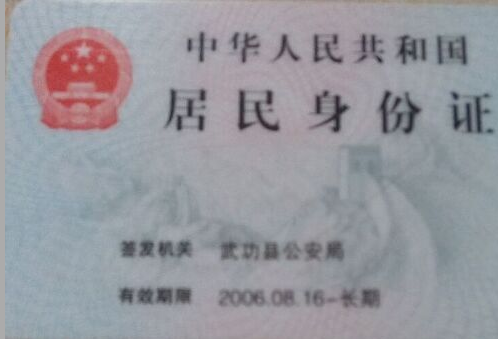 中华人民共和国
居民身份证
签发机关 武功县公安局
有效期限 2006.08.16-长期